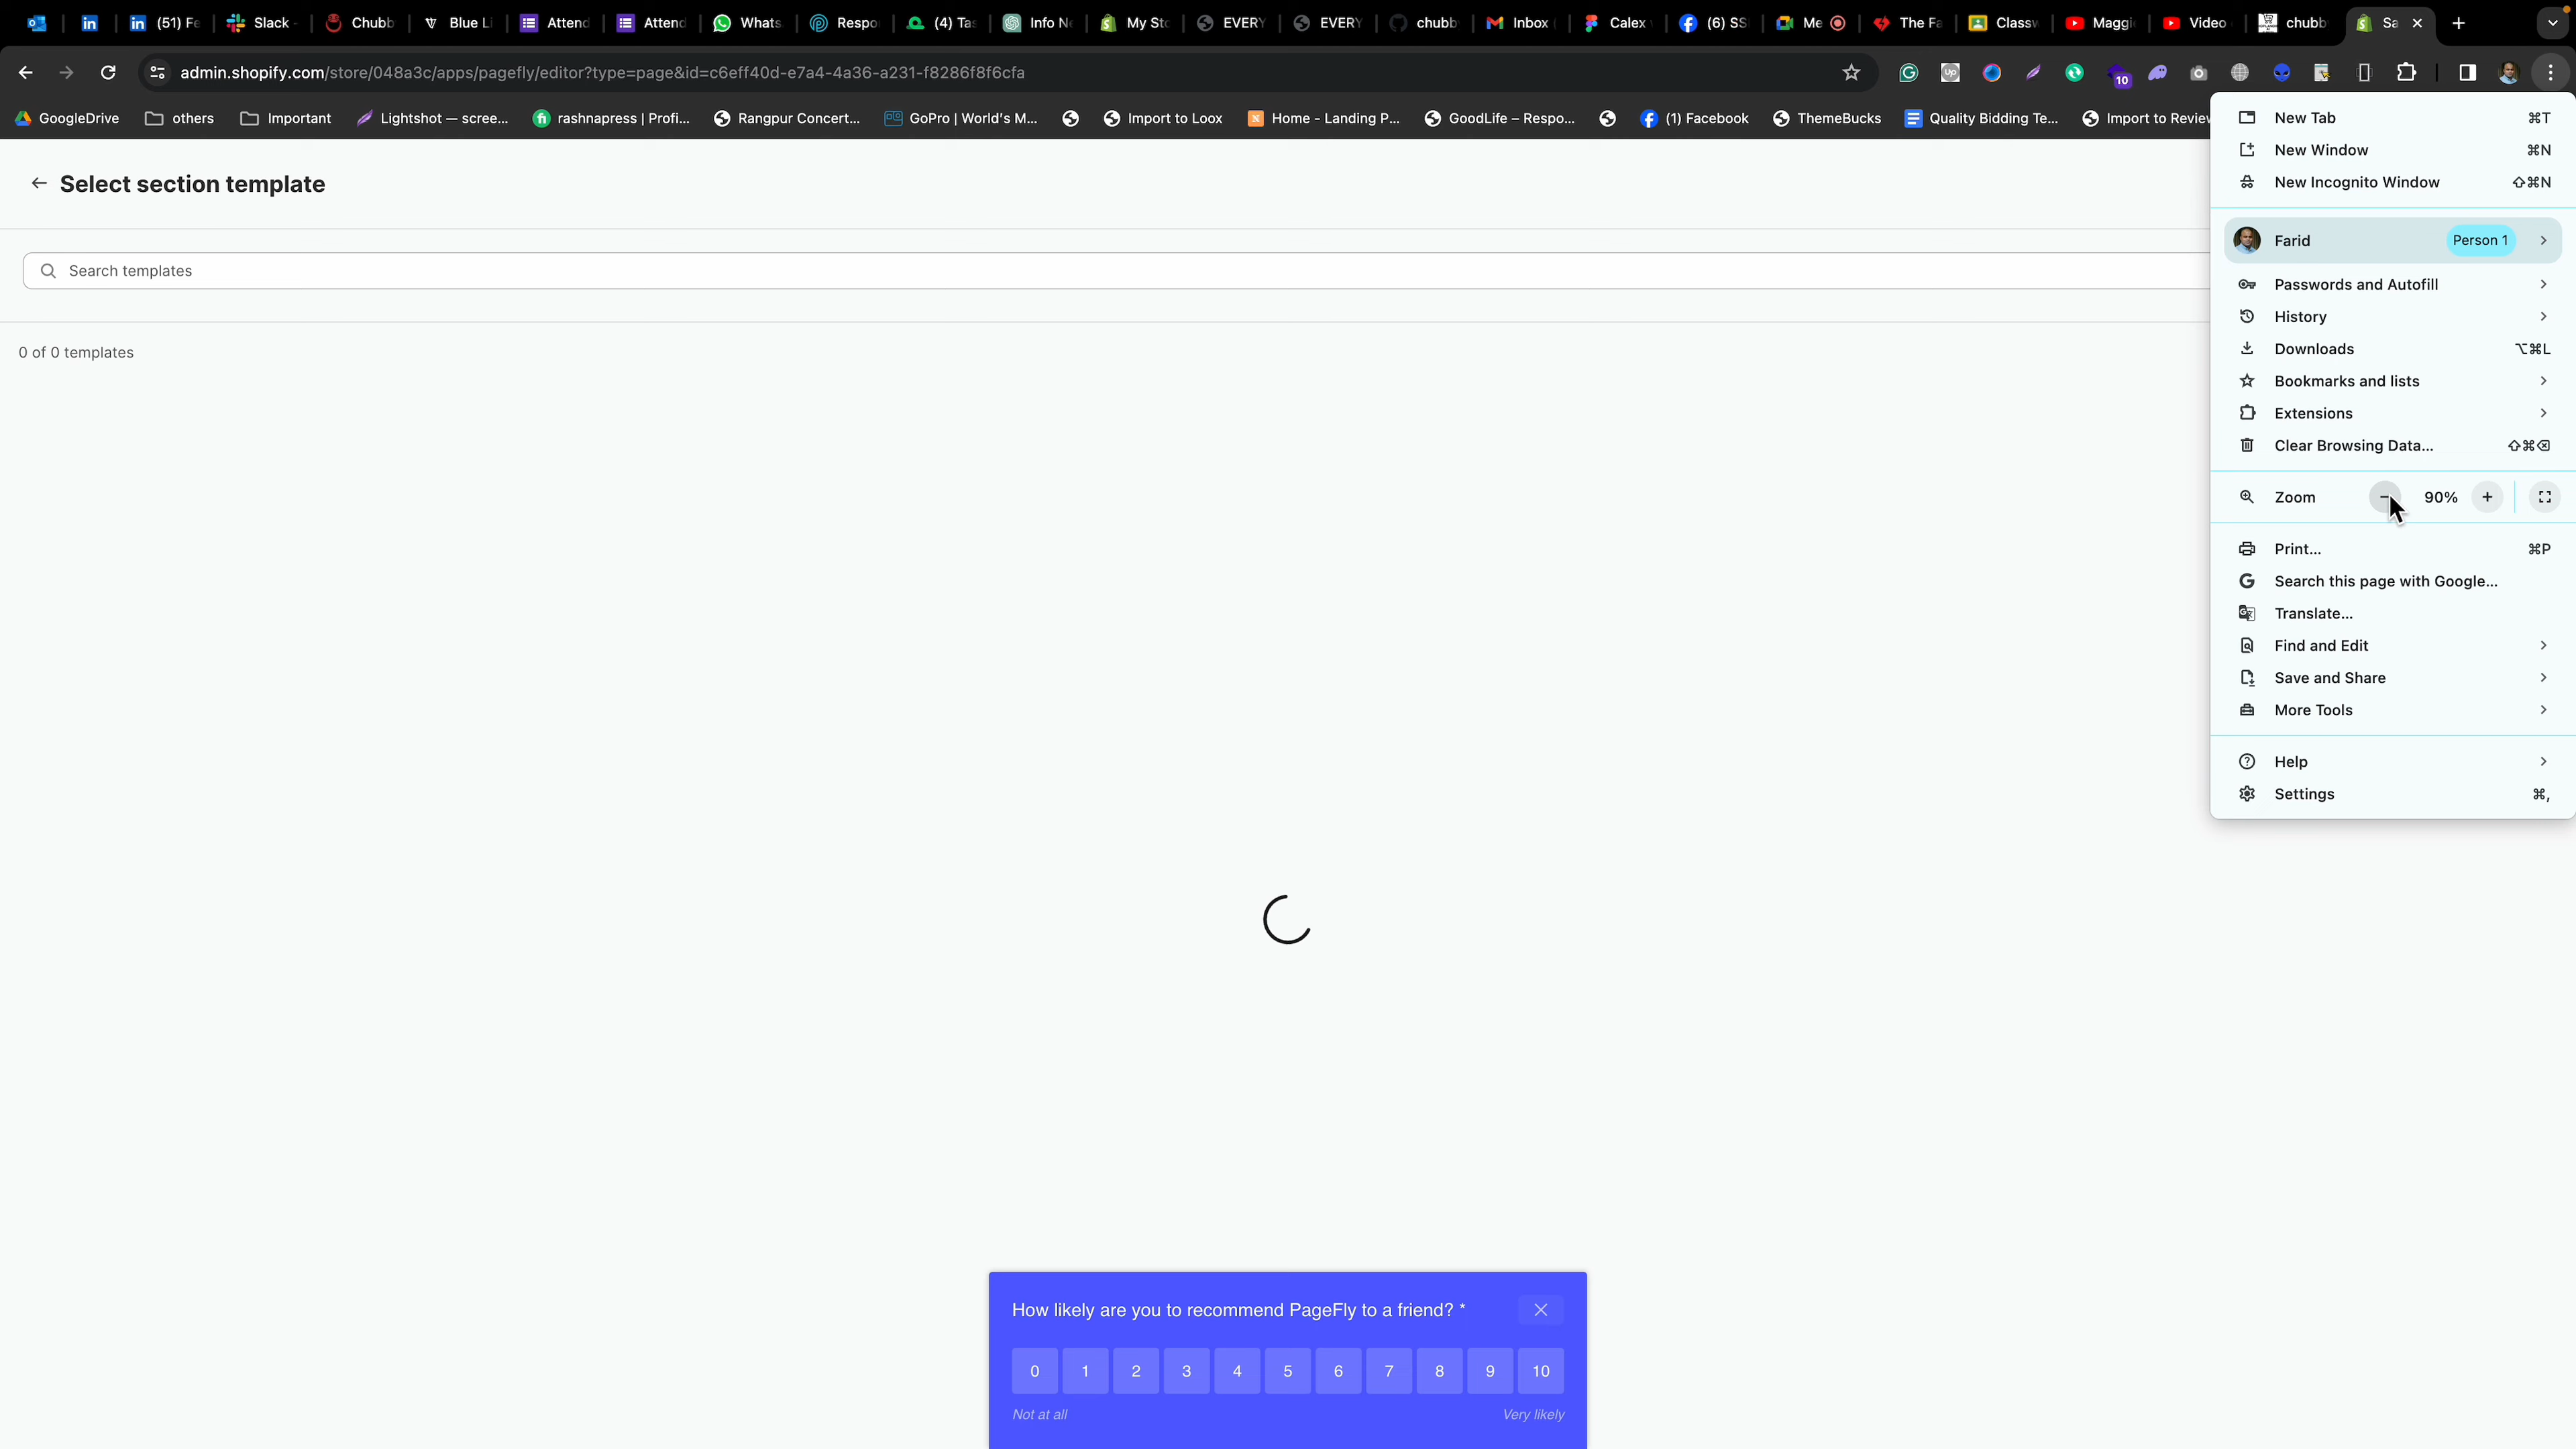 (51) Fe
Slack -
Chubb
Blue Li
Attend
Attend
Whats
Respo
(4) Tas
Info Ne
My Sto
EVERY
EVERY
chubb
Inbox
Calex
(6) SS
Me
The Fa
Classw
Maggi
Video
chubb
Sa
admin.shopify.com/store/048a3c/apps/pagefly/editor?type=page&id=c6eff40d-e7a4-4a36-a231-f8286f8f6cfa
10
GoogleDrive
others
Important
Lightshot — scree...
rashnapress | Profi...
Rangpur Concert...
GoPro | World's M...
Import to Loox
Home - Landing P...
GoodLife – Respo...
(1) Facebook
ThemeBucks
Quality Bidding Te...
Import to Review
Select section template
Search templates
0 of 0 templates
New Tab ⌘T
New Window ⌘N
New Incognito Window ⇧⌘N
Farid Person 1
Passwords and Autofill
History
Downloads ⌥⌘L
Bookmarks and lists
Extensions
Clear Browsing Data... ⇧⌘⌫
Zoom − 90% +
Print... ⌘P
Search this page with Google...
Translate...
Find and Edit
Save and Share
More Tools
Help
Settings ⌘,
How likely are you to recommend PageFly to a friend? *
0 1 2 3 4 5 6 7 8 9 10
Not at all Very likely